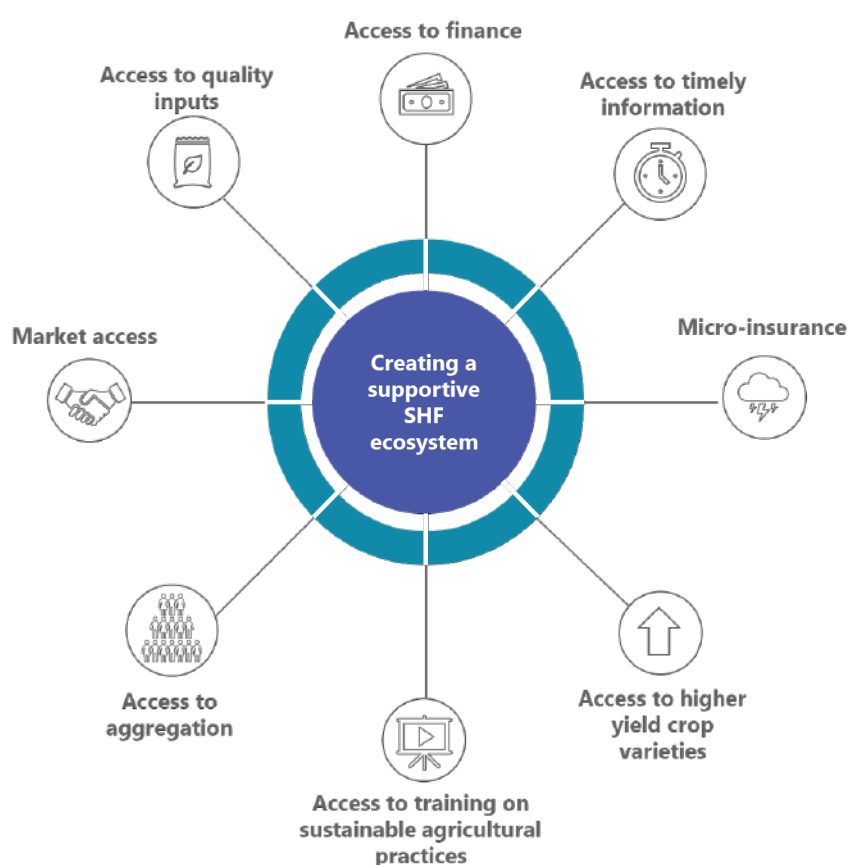 Access to finance
Access to quality
inputs
Access to timely
information
Market access
Micro-insurance
Creating a
supportive
SHF
ecosystem
Access to
aggregation
Access to higher
yield crop
varieties
Access to training on
sustainable agricultural
practices